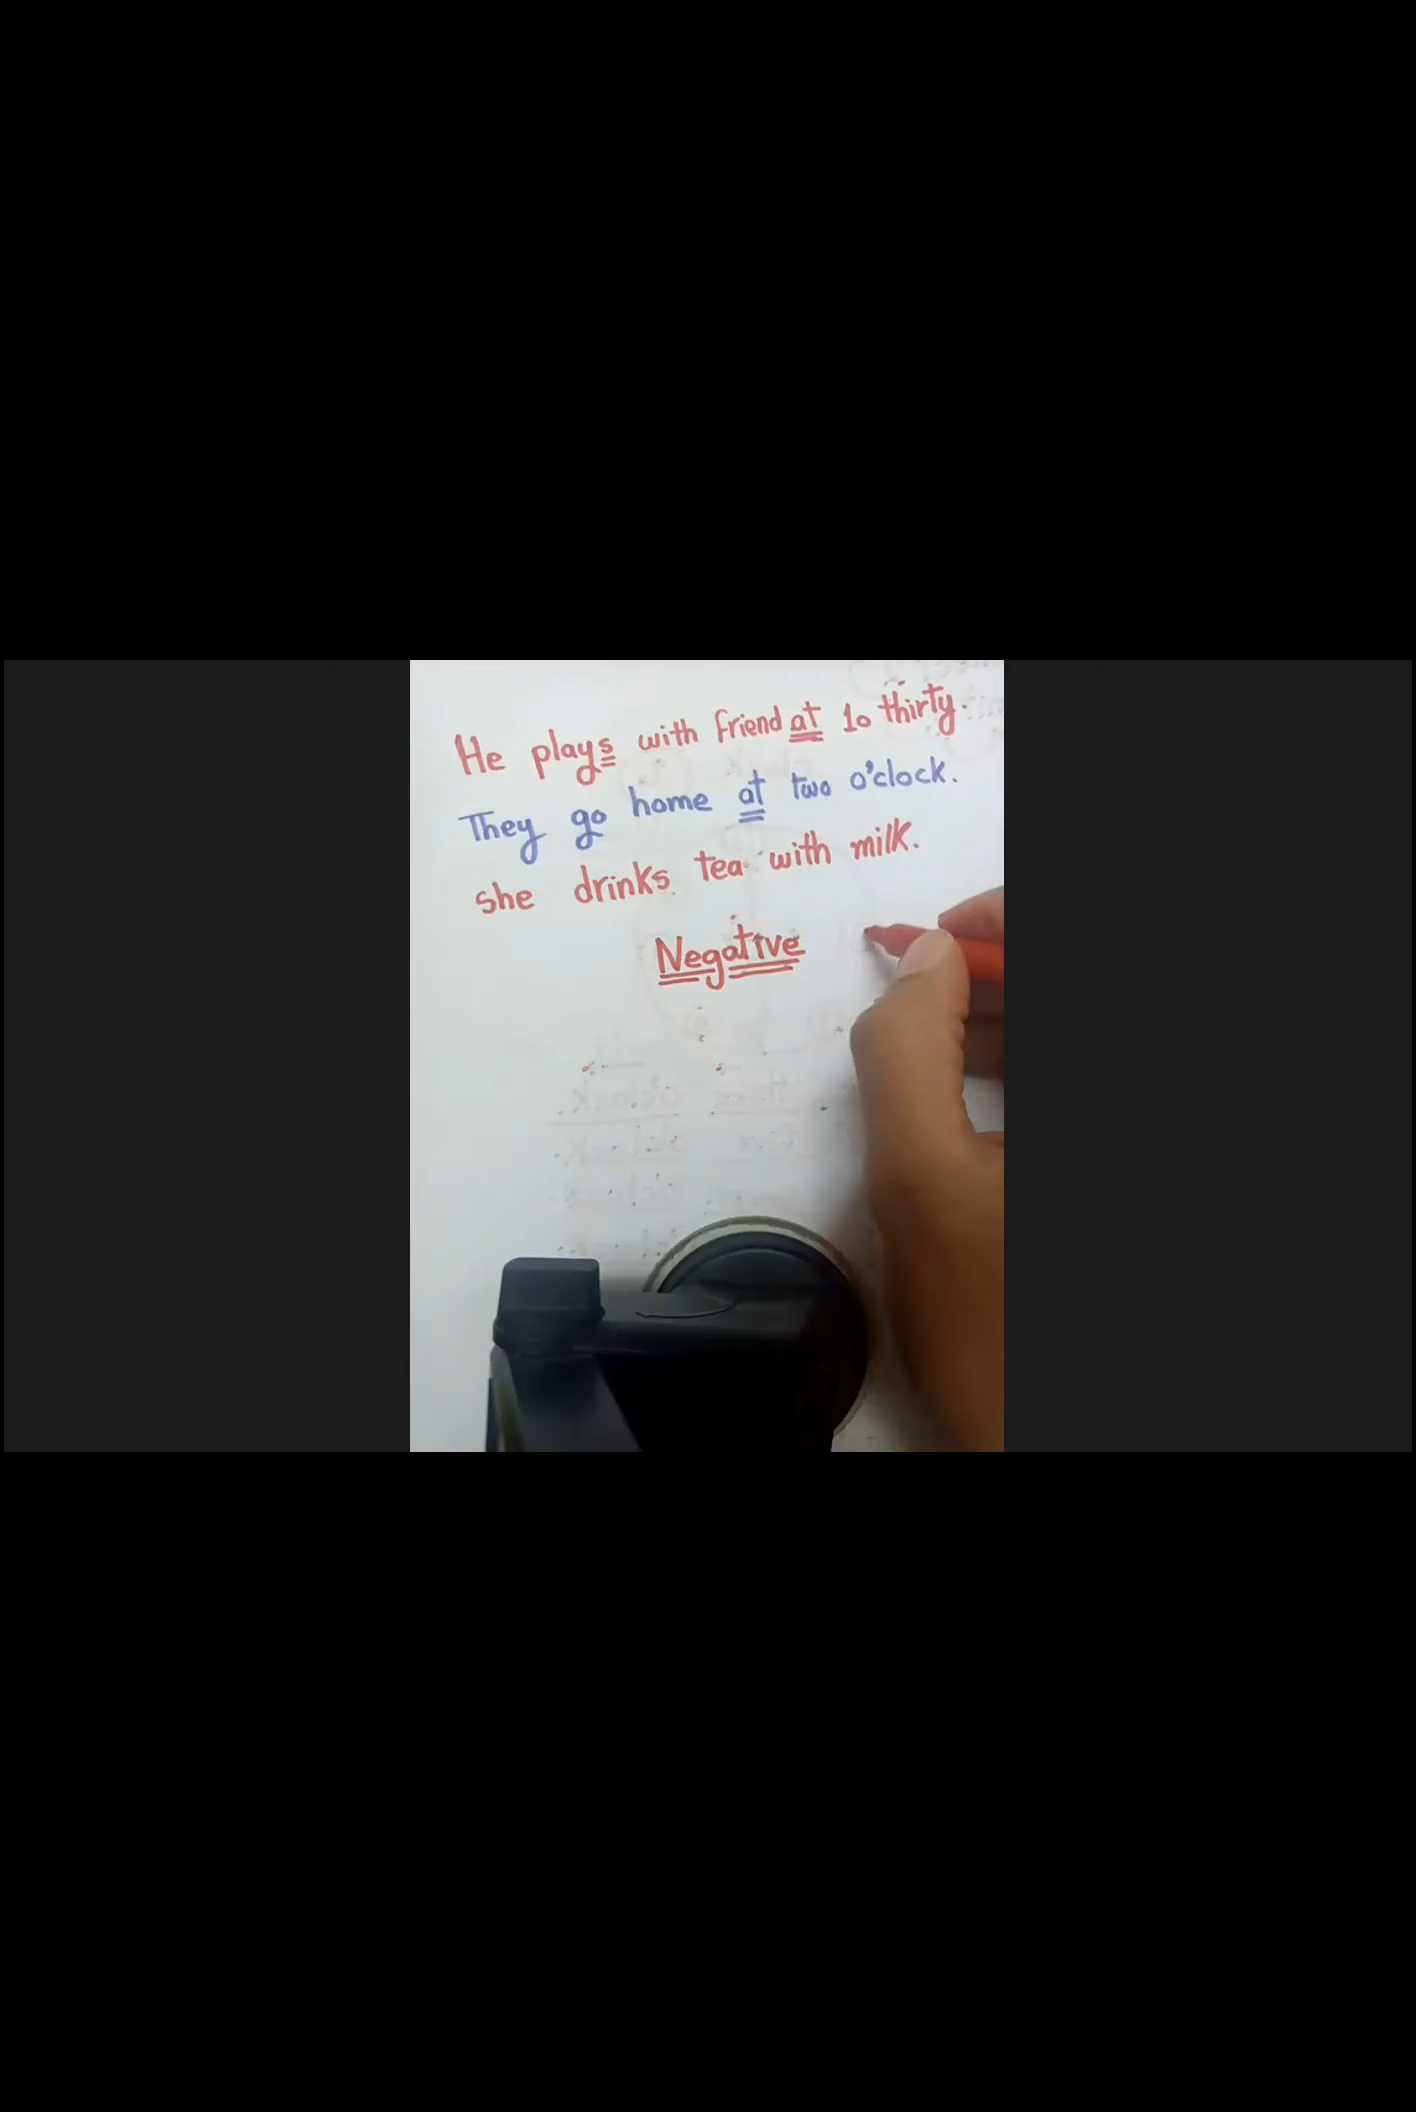 He plays with friend at 10 thirty.
They go home at two o'clock.
she drinks tea with milk.
Negative